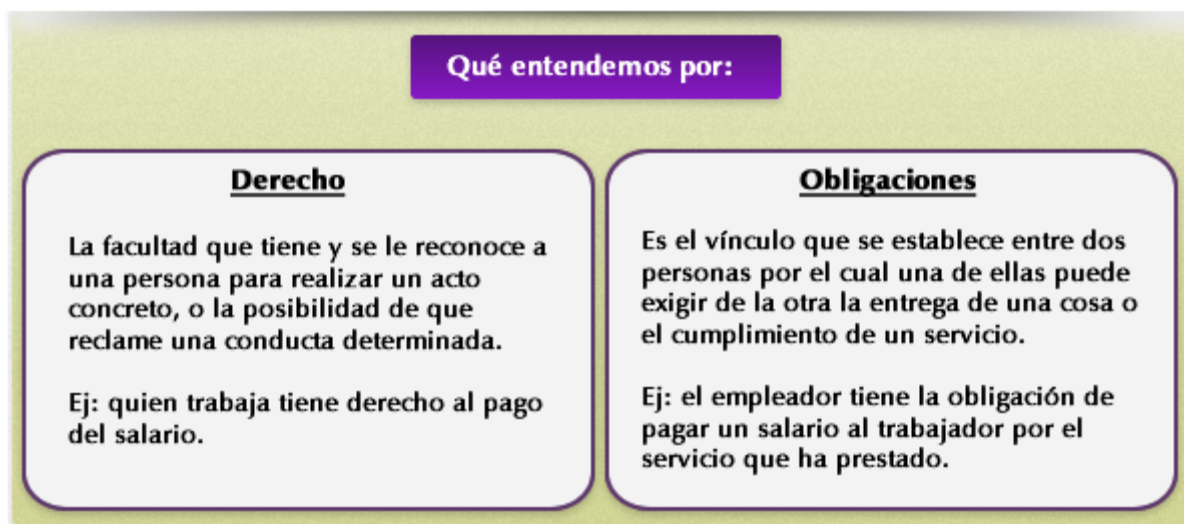 Qué entendemos por:
Derecho
La facultad que tiene y se le reconoce a
una persona para realizar un acto
concreto, o la posibilidad de que
reclame una conducta determinada.
Ej: quien trabaja tiene derecho al pago
del salario.
Obligaciones
Es el vínculo que se establece entre dos
personas por el cual una de ellas puede
exigir de la otra la entrega de una cosa o
el cumplimiento de un servicio.
Ej: el empleador tiene la obligación de
pagar un salario al trabajador por el
servicio que ha prestado.